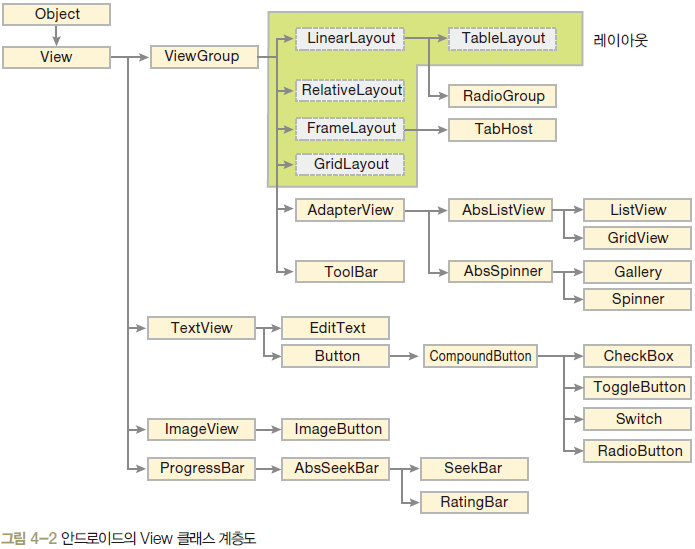 Object
View
ViewGroup
LinearLayout
TableLayout
레이아웃
RelativeLayout
RadioGroup
FrameLayout
TabHost
GridLayout
AdapterView
AbsListView
ListView
GridView
ToolBar
AbsSpinner
Gallery
Spinner
TextView
EditText
Button
CompoundButton
CheckBox
ToggleButton
Switch
RadioButton
ImageView
ImageButton
ProgressBar
AbsSeekBar
SeekBar
RatingBar
그림 4-2 안드로이드의 View 클래스 계층도